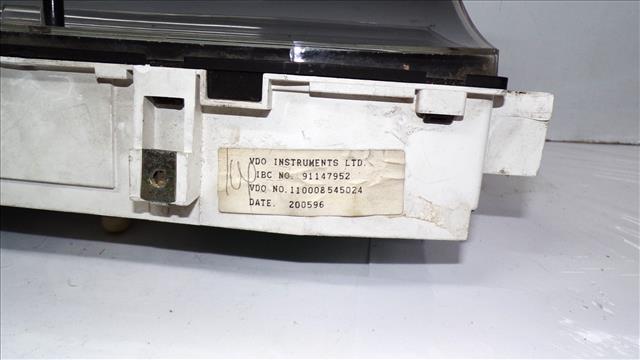 VDO INSTRUMENTS LTD.
IBC NO. 91147952
VDO NO.110008545024
DATE. 200596